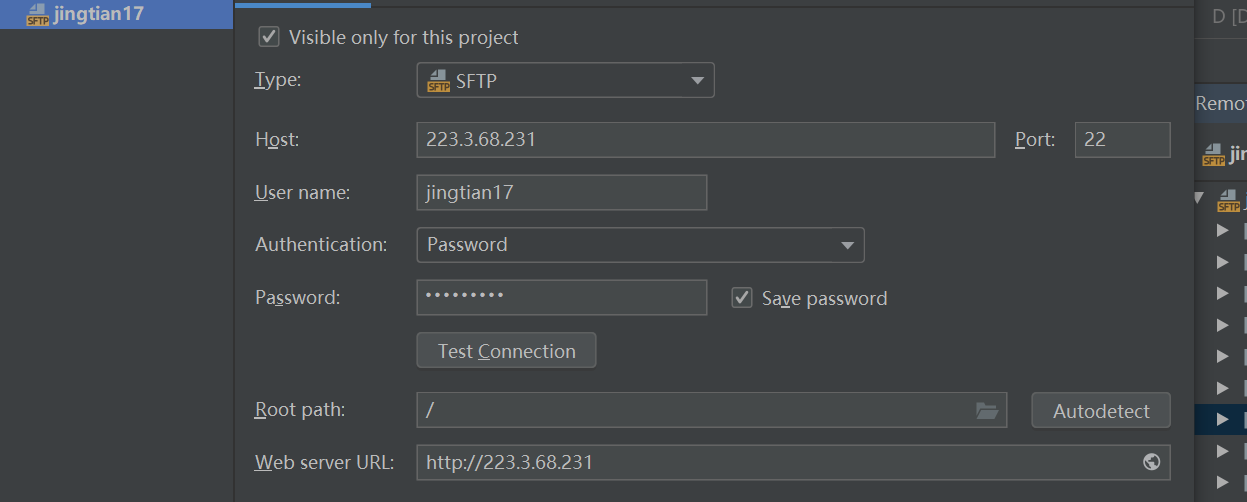 SFTP jingtian17
D [D
Visible only for this project
Type: SFTP SFTP
Remo
Host: 223.3.68.231 Port: 22
SFTP jin
User name: jingtian17
SFTP
Authentication: Password
Password: ••••••••• Save password
Test Connection
Root path: / Autodetect
Web server URL: http://223.3.68.231